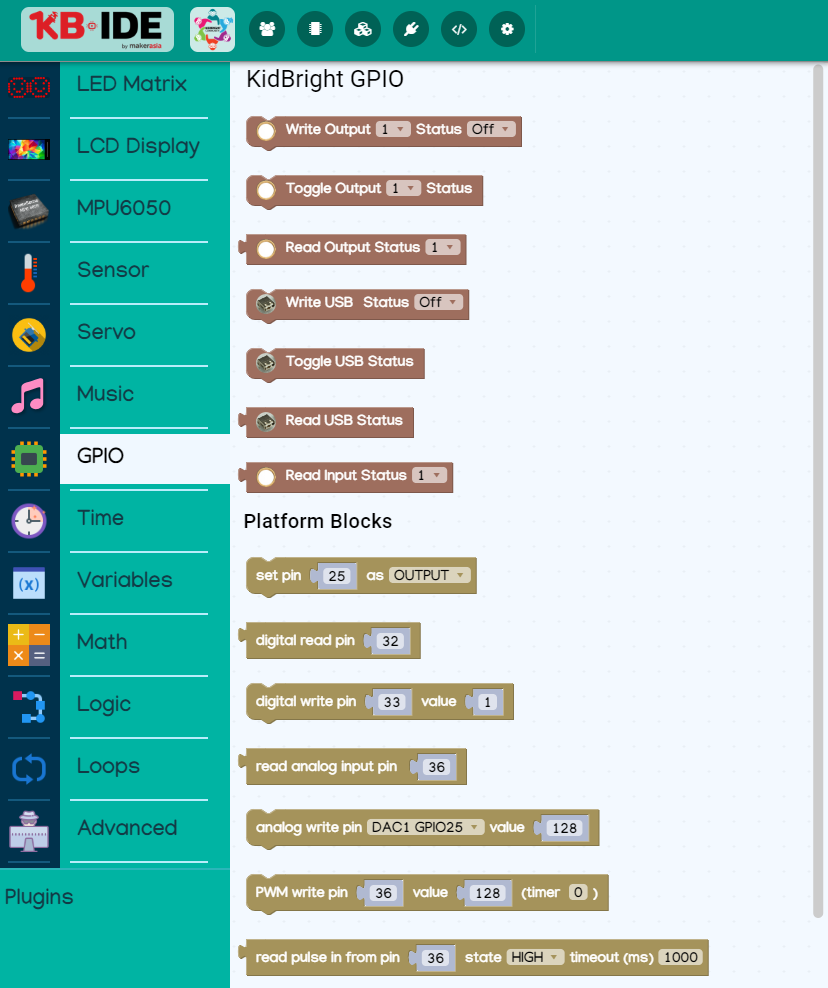 KB-IDE
by makerasia
LED Matrix
LCD Display
MPU6050
Sensor
Servo
Music
GPIO
Time
Variables
Math
Logic
Loops
Advanced
Plugins
KidBright GPIO
Write Output 1 Status Off
Toggle Output 1 Status
Read Output Status 1
Write USB Status Off
Toggle USB Status
Read USB Status
Read Input Status 1
Platform Blocks
set pin 25 as OUTPUT
digital read pin 32
digital write pin 33 value 1
read analog input pin 36
analog write pin DAC1 GPIO25 value 128
PWM write pin 36 value 128 (timer 0 )
read pulse in from pin 36 state HIGH timeout (ms) 1000